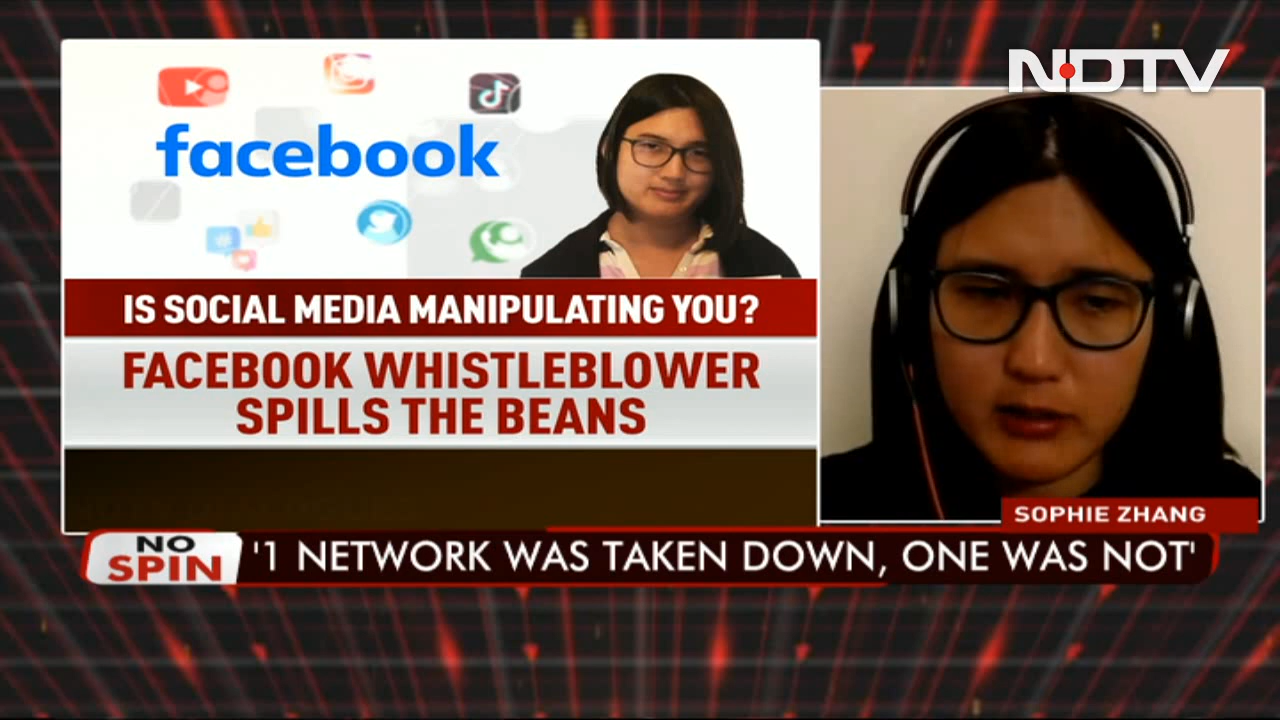 NDTV
facebook
IS SOCIAL MEDIA MANIPULATING YOU?
FACEBOOK WHISTLEBLOWER
SPILLS THE BEANS
SOPHIE ZHANG
NO
SPIN
'1 NETWORK WAS TAKEN DOWN, ONE WAS NOT'